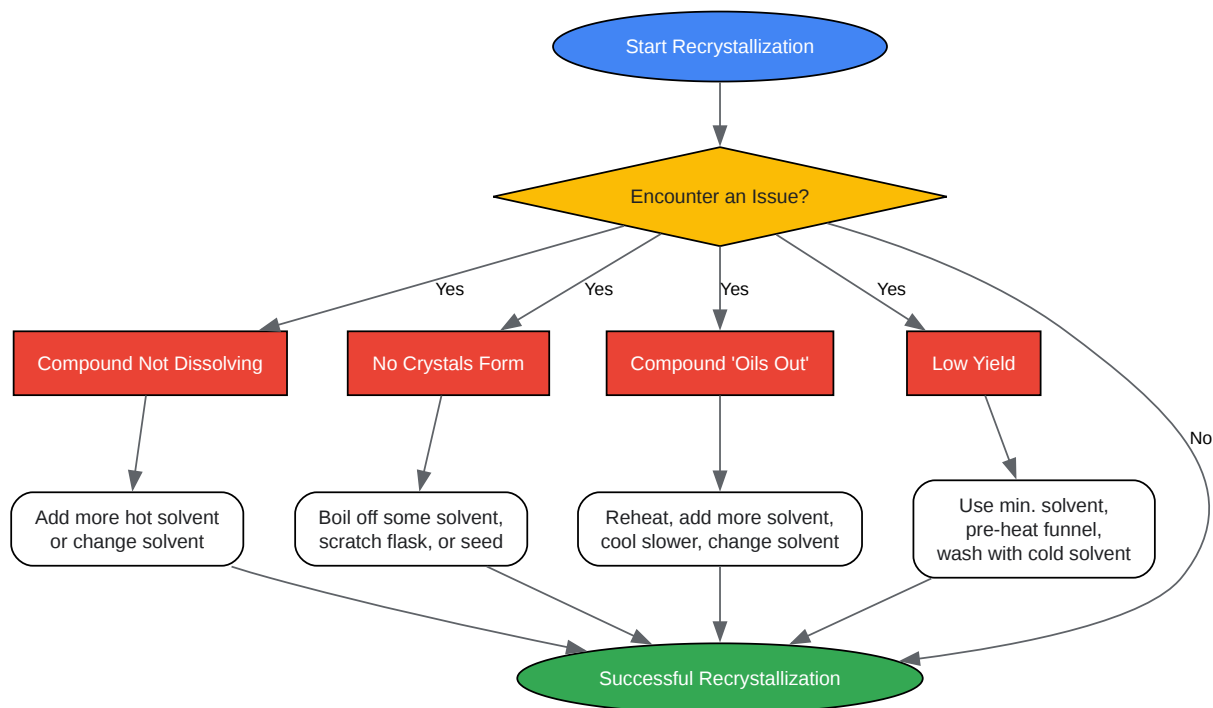 Start Recrystallization
Encounter an Issue?
Yes
Yes
Yes
Yes
Compound Not Dissolving
No Crystals Form
Compound 'Oils Out'
Low Yield
No
Add more hot solvent
or change solvent
Boil off some solvent,
scratch flask, or seed
Reheat, add more solvent,
cool slower, change solvent
Use min. solvent,
pre-heat funnel,
wash with cold solvent
Successful Recrystallization